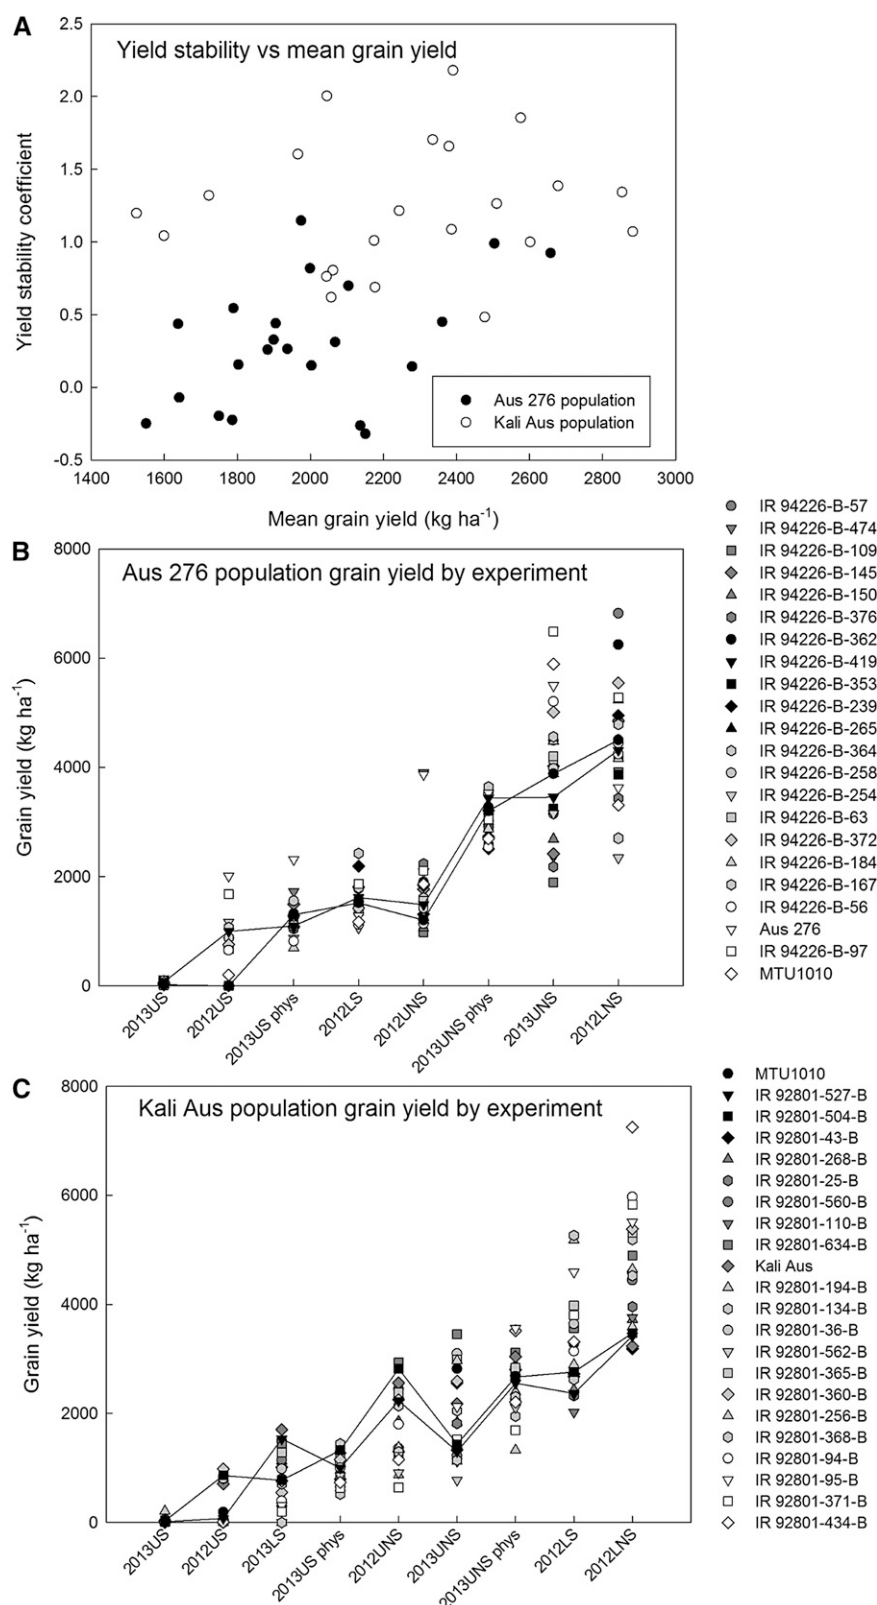 A
Yield stability vs mean grain yield
Yield stability coefficient
2.5
2.0
1.5
1.0
0.5
0.0
-0.5
Aus 276 population
Kali Aus population
1400 1600 1800 2000 2200 2400 2600 2800 3000
Mean grain yield (kg ha-1)
B
Aus 276 population grain yield by experiment
Grain yield (kg ha-1)
8000
6000
4000
2000
0
2013US
2012US
2013US phys
2012LS
2012UNS
2013UNS phys
2013UNS
2012LNS
IR 94226-B-57
IR 94226-B-474
IR 94226-B-109
IR 94226-B-145
IR 94226-B-150
IR 94226-B-376
IR 94226-B-362
IR 94226-B-419
IR 94226-B-353
IR 94226-B-239
IR 94226-B-265
IR 94226-B-364
IR 94226-B-258
IR 94226-B-254
IR 94226-B-63
IR 94226-B-372
IR 94226-B-184
IR 94226-B-167
IR 94226-B-56
Aus 276
IR 94226-B-97
MTU1010
C
Kali Aus population grain yield by experiment
Grain yield (kg ha-1)
8000
6000
4000
2000
0
2013US
2012US
2013LS
2013US phys
2012UNS
2013UNS
2013UNS phys
2012LS
2012LNS
MTU1010
IR 92801-527-B
IR 92801-504-B
IR 92801-43-B
IR 92801-268-B
IR 92801-25-B
IR 92801-560-B
IR 92801-110-B
IR 92801-634-B
Kali Aus
IR 92801-194-B
IR 92801-134-B
IR 92801-36-B
IR 92801-562-B
IR 92801-365-B
IR 92801-360-B
IR 92801-256-B
IR 92801-368-B
IR 92801-94-B
IR 92801-95-B
IR 92801-371-B
IR 92801-434-B